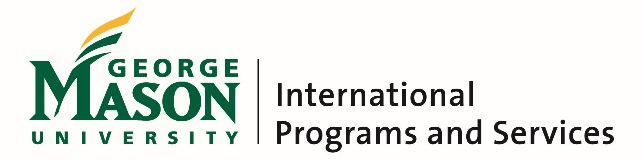 GEORGE
MASON
UNIVERSITY
International
Programs and Services